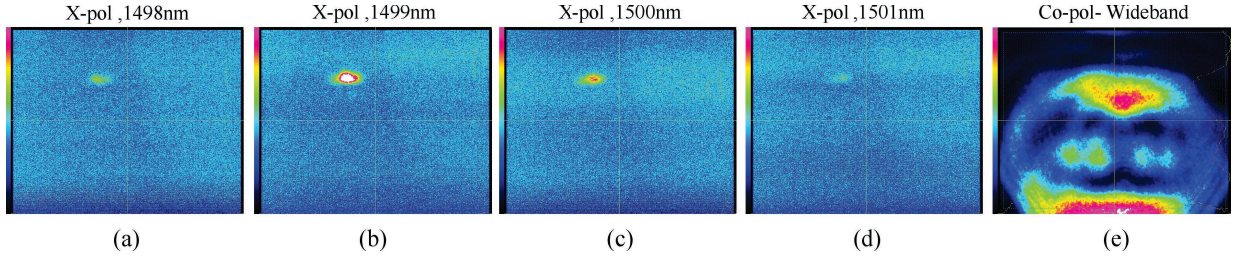 X-pol ,1498nm
X-pol ,1499nm
X-pol ,1500nm
X-pol ,1501nm
Co-pol- Wideband
(a)
(b)
(c)
(d)
(e)